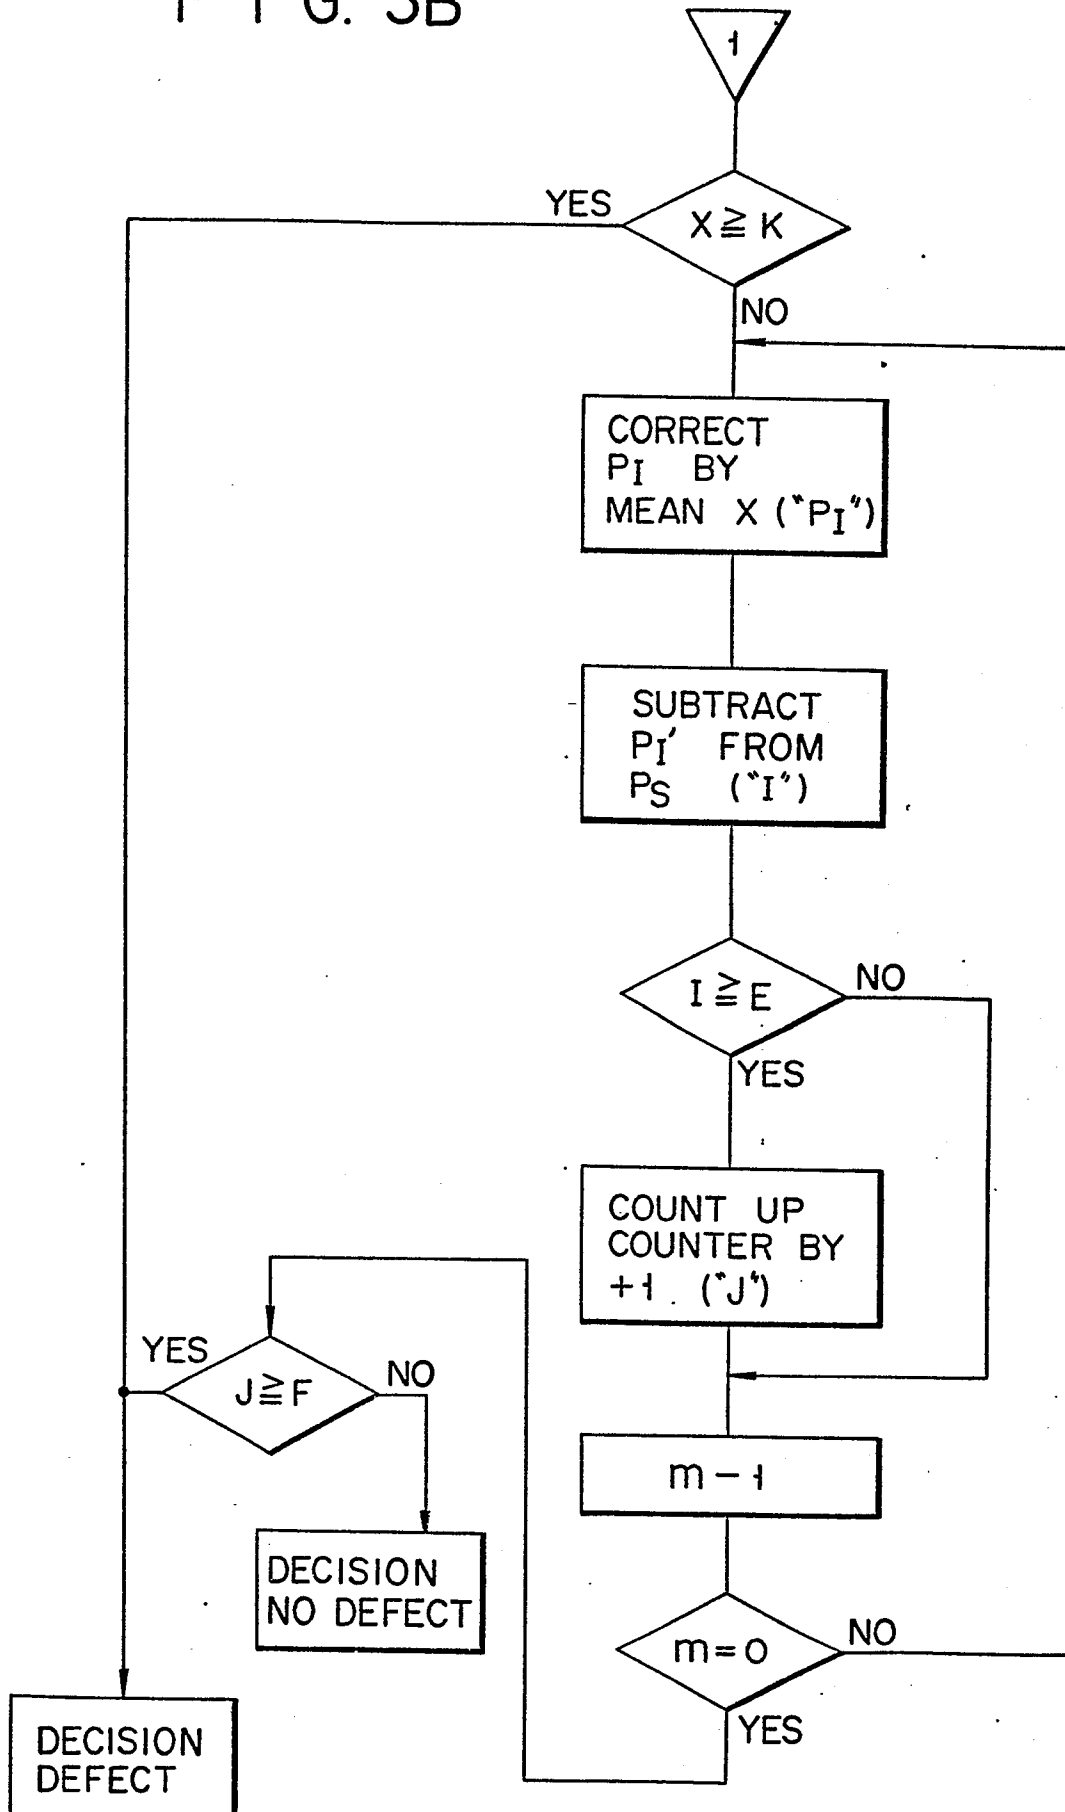 F I G. 5B
1
X ≧ K
YES
NO
CORRECT
PI BY
MEAN X ("PI")
SUBTRACT
PI' FROM
PS ("I")
I ≧ E
NO
YES
COUNT UP
COUNTER BY
+1 ("J")
YES
J ≧ F
NO
m - 1
DECISION
NO DEFECT
m = 0
NO
YES
DECISION
DEFECT